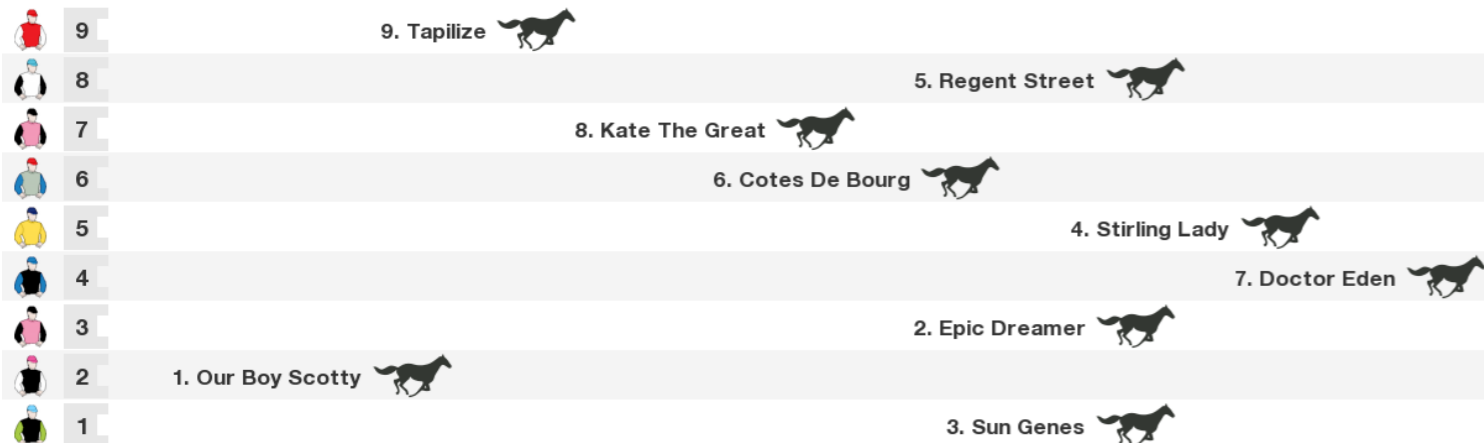 9 9. Tapilize
8 5. Regent Street
7 8. Kate The Great
6 6. Cotes De Bourg
5 4. Stirling Lady
4 7. Doctor Eden
3 2. Epic Dreamer
2 1. Our Boy Scotty
1 3. Sun Genes